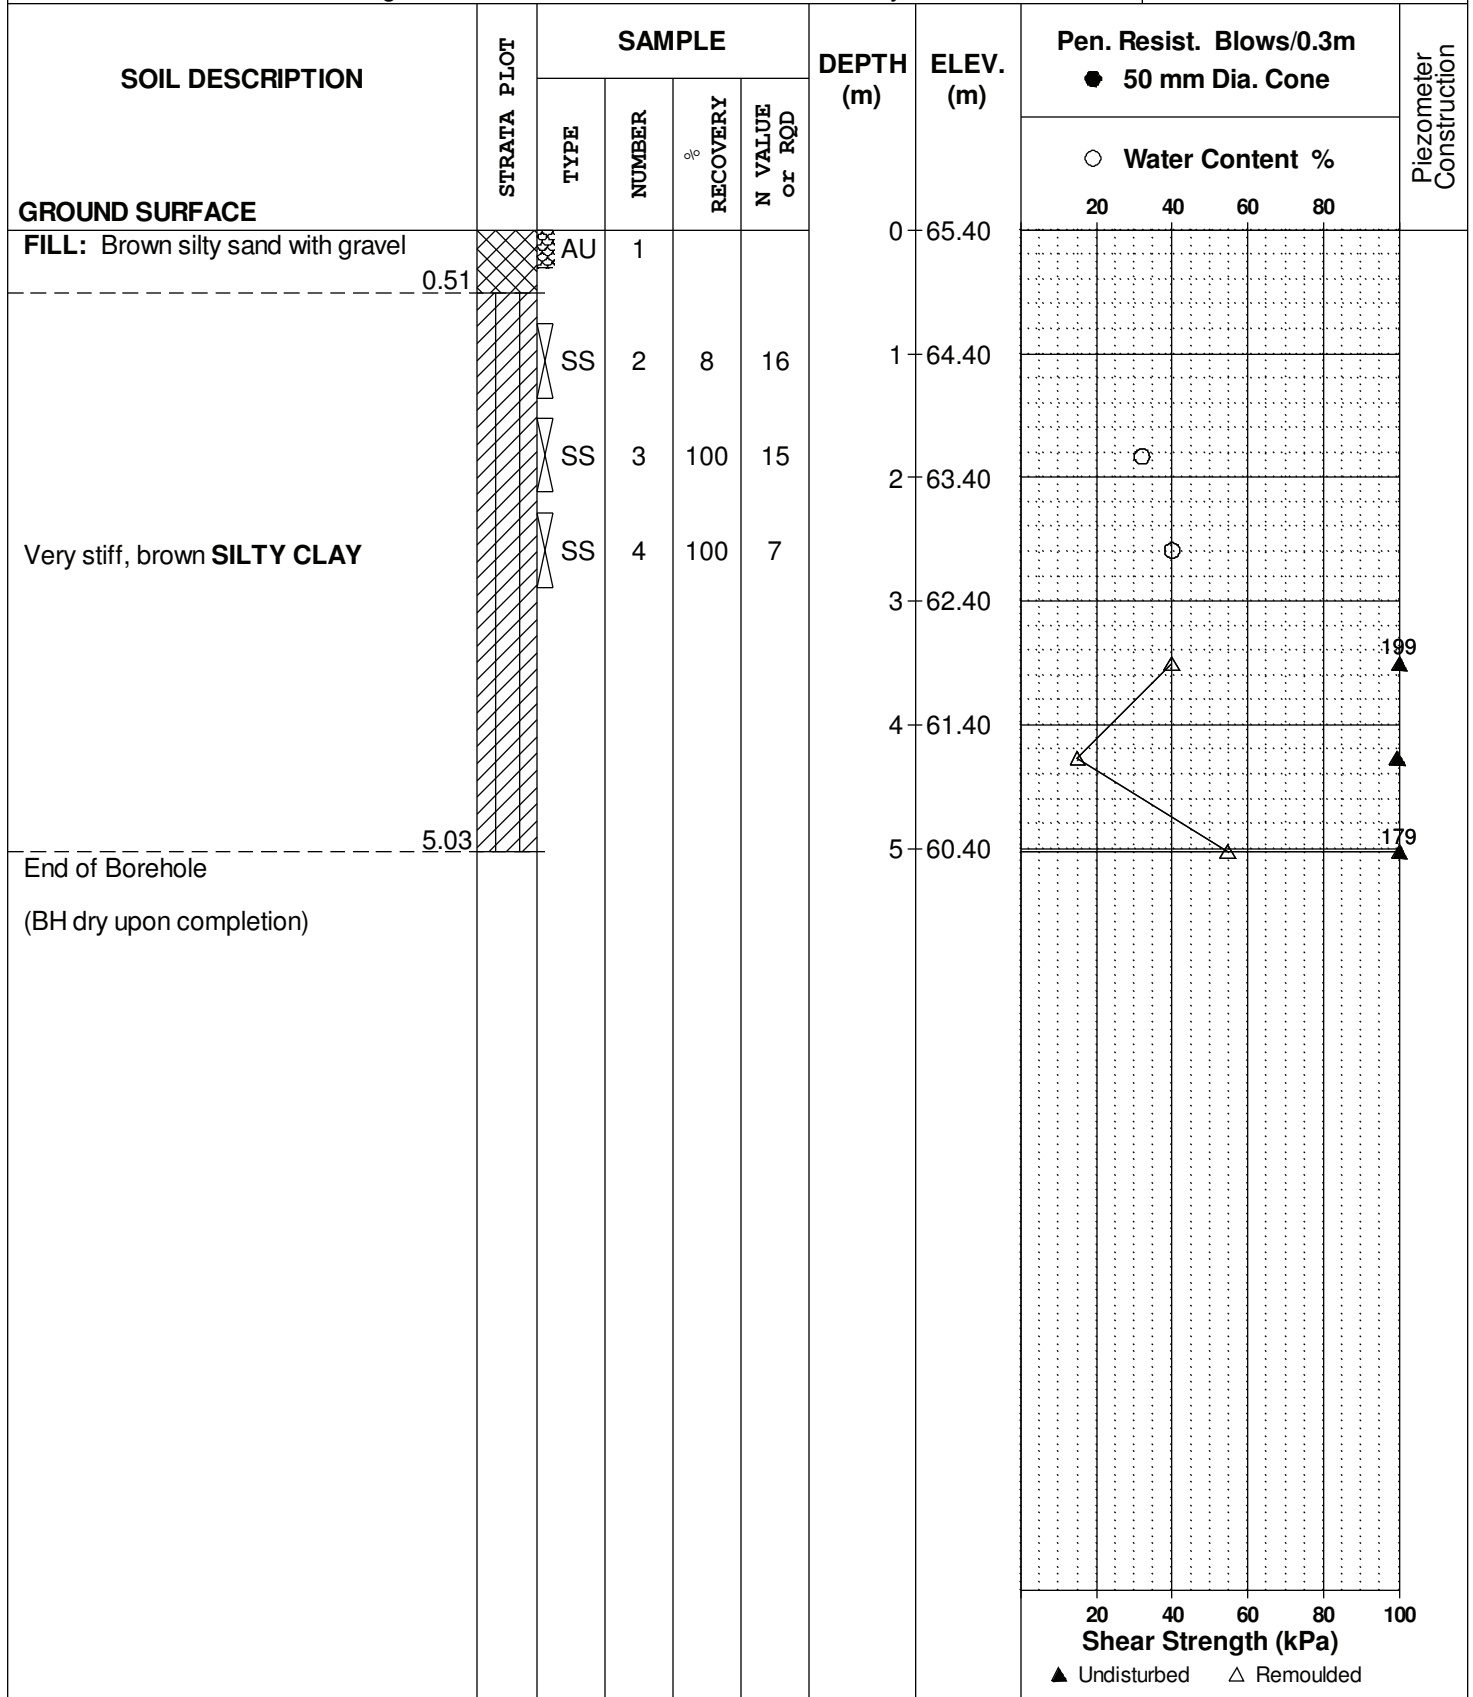 SOIL DESCRIPTION
GROUND SURFACE
STRATA PLOT
SAMPLE
TYPE
NUMBER
% RECOVERY
N VALUE or RQD
DEPTH (m)
ELEV. (m)
Pen. Resist. Blows/0.3m
● 50 mm Dia. Cone
○ Water Content %
20 40 60 80
Piezometer Construction
FILL: Brown silty sand with gravel
0.51
AU 1
0 65.40
SS 2 8 16
1 64.40
SS 3 100 15
2 63.40
Very stiff, brown SILTY CLAY
SS 4 100 7
3 62.40
199
4 61.40
179
5.03
5 60.40
End of Borehole
(BH dry upon completion)
20 40 60 80 100
Shear Strength (kPa)
▲ Undisturbed △ Remoulded